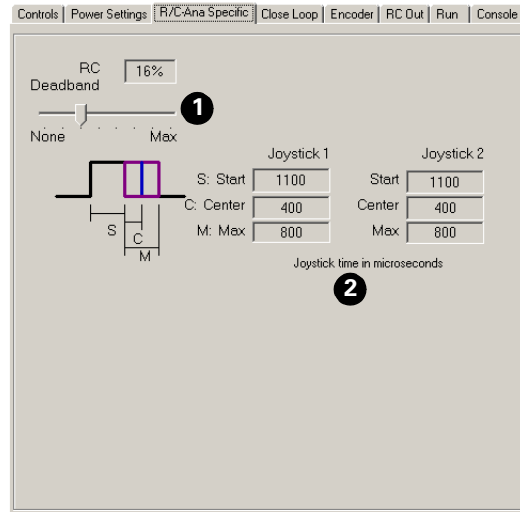 Controls Power Settings R/C-Ana Specific Close Loop Encoder RC Out Run Console
RC Deadband 16%
1
None Max
Joystick 1 Joystick 2
S: Start 1100 Start 1100
C: Center 400 Center 400
M: Max 800 Max 800
S
C
M
Joystick time in microseconds
2